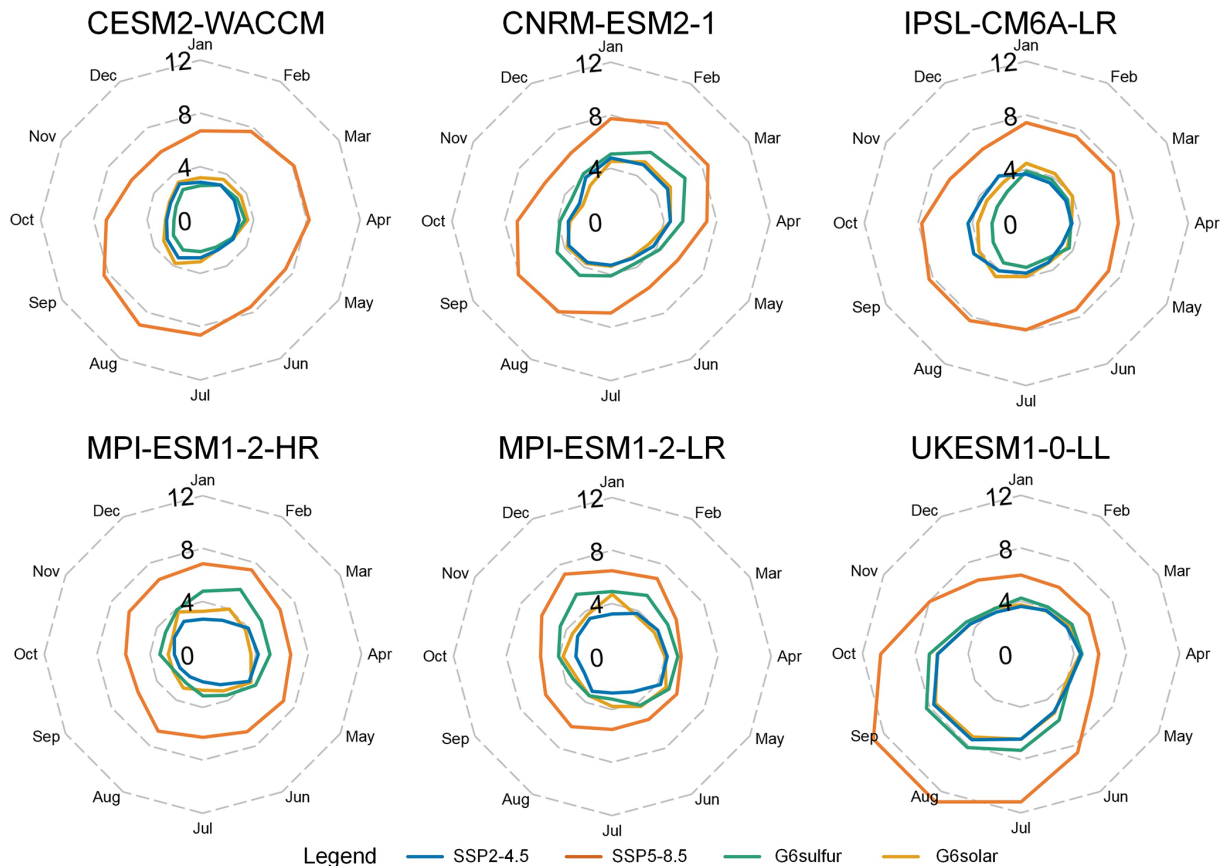 CESM2-WACCM
CNRM-ESM2-1
IPSL-CM6A-LR
Jan
Feb
Mar
Apr
May
Jun
Jul
Aug
Sep
Oct
Nov
Dec
12
8
4
0
Jan
Feb
Mar
Apr
May
Jun
Jul
Aug
Sep
Oct
Nov
Dec
12
8
4
0
Jan
Feb
Mar
Apr
May
Jun
Jul
Aug
Sep
Oct
Nov
Dec
12
8
4
0
MPI-ESM1-2-HR
MPI-ESM1-2-LR
UKESM1-0-LL
Jan
Feb
Mar
Apr
May
Jun
Jul
Aug
Sep
Oct
Nov
Dec
12
8
4
0
Jan
Feb
Mar
Apr
May
Jun
Jul
Aug
Sep
Oct
Nov
Dec
12
8
4
0
Jan
Feb
Mar
Apr
May
Jun
Jul
Aug
Sep
Oct
Nov
Dec
12
8
4
0
Legend SSP2-4.5 SSP5-8.5 G6sulfur G6solar